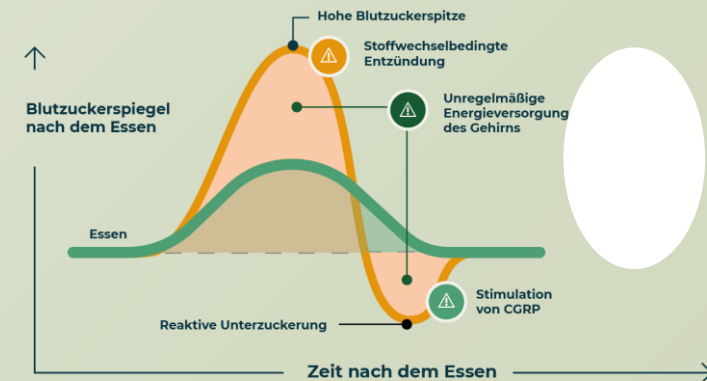 Hohe Blutzuckerspitze
Stoffwechselbedingte
Entzündung
Blutzuckerspiegel
nach dem Essen
Unregelmäßige
Energieversorgung
des Gehirns
Essen
Stimulation
von CGRP
Reaktive Unterzuckerung
Zeit nach dem Essen